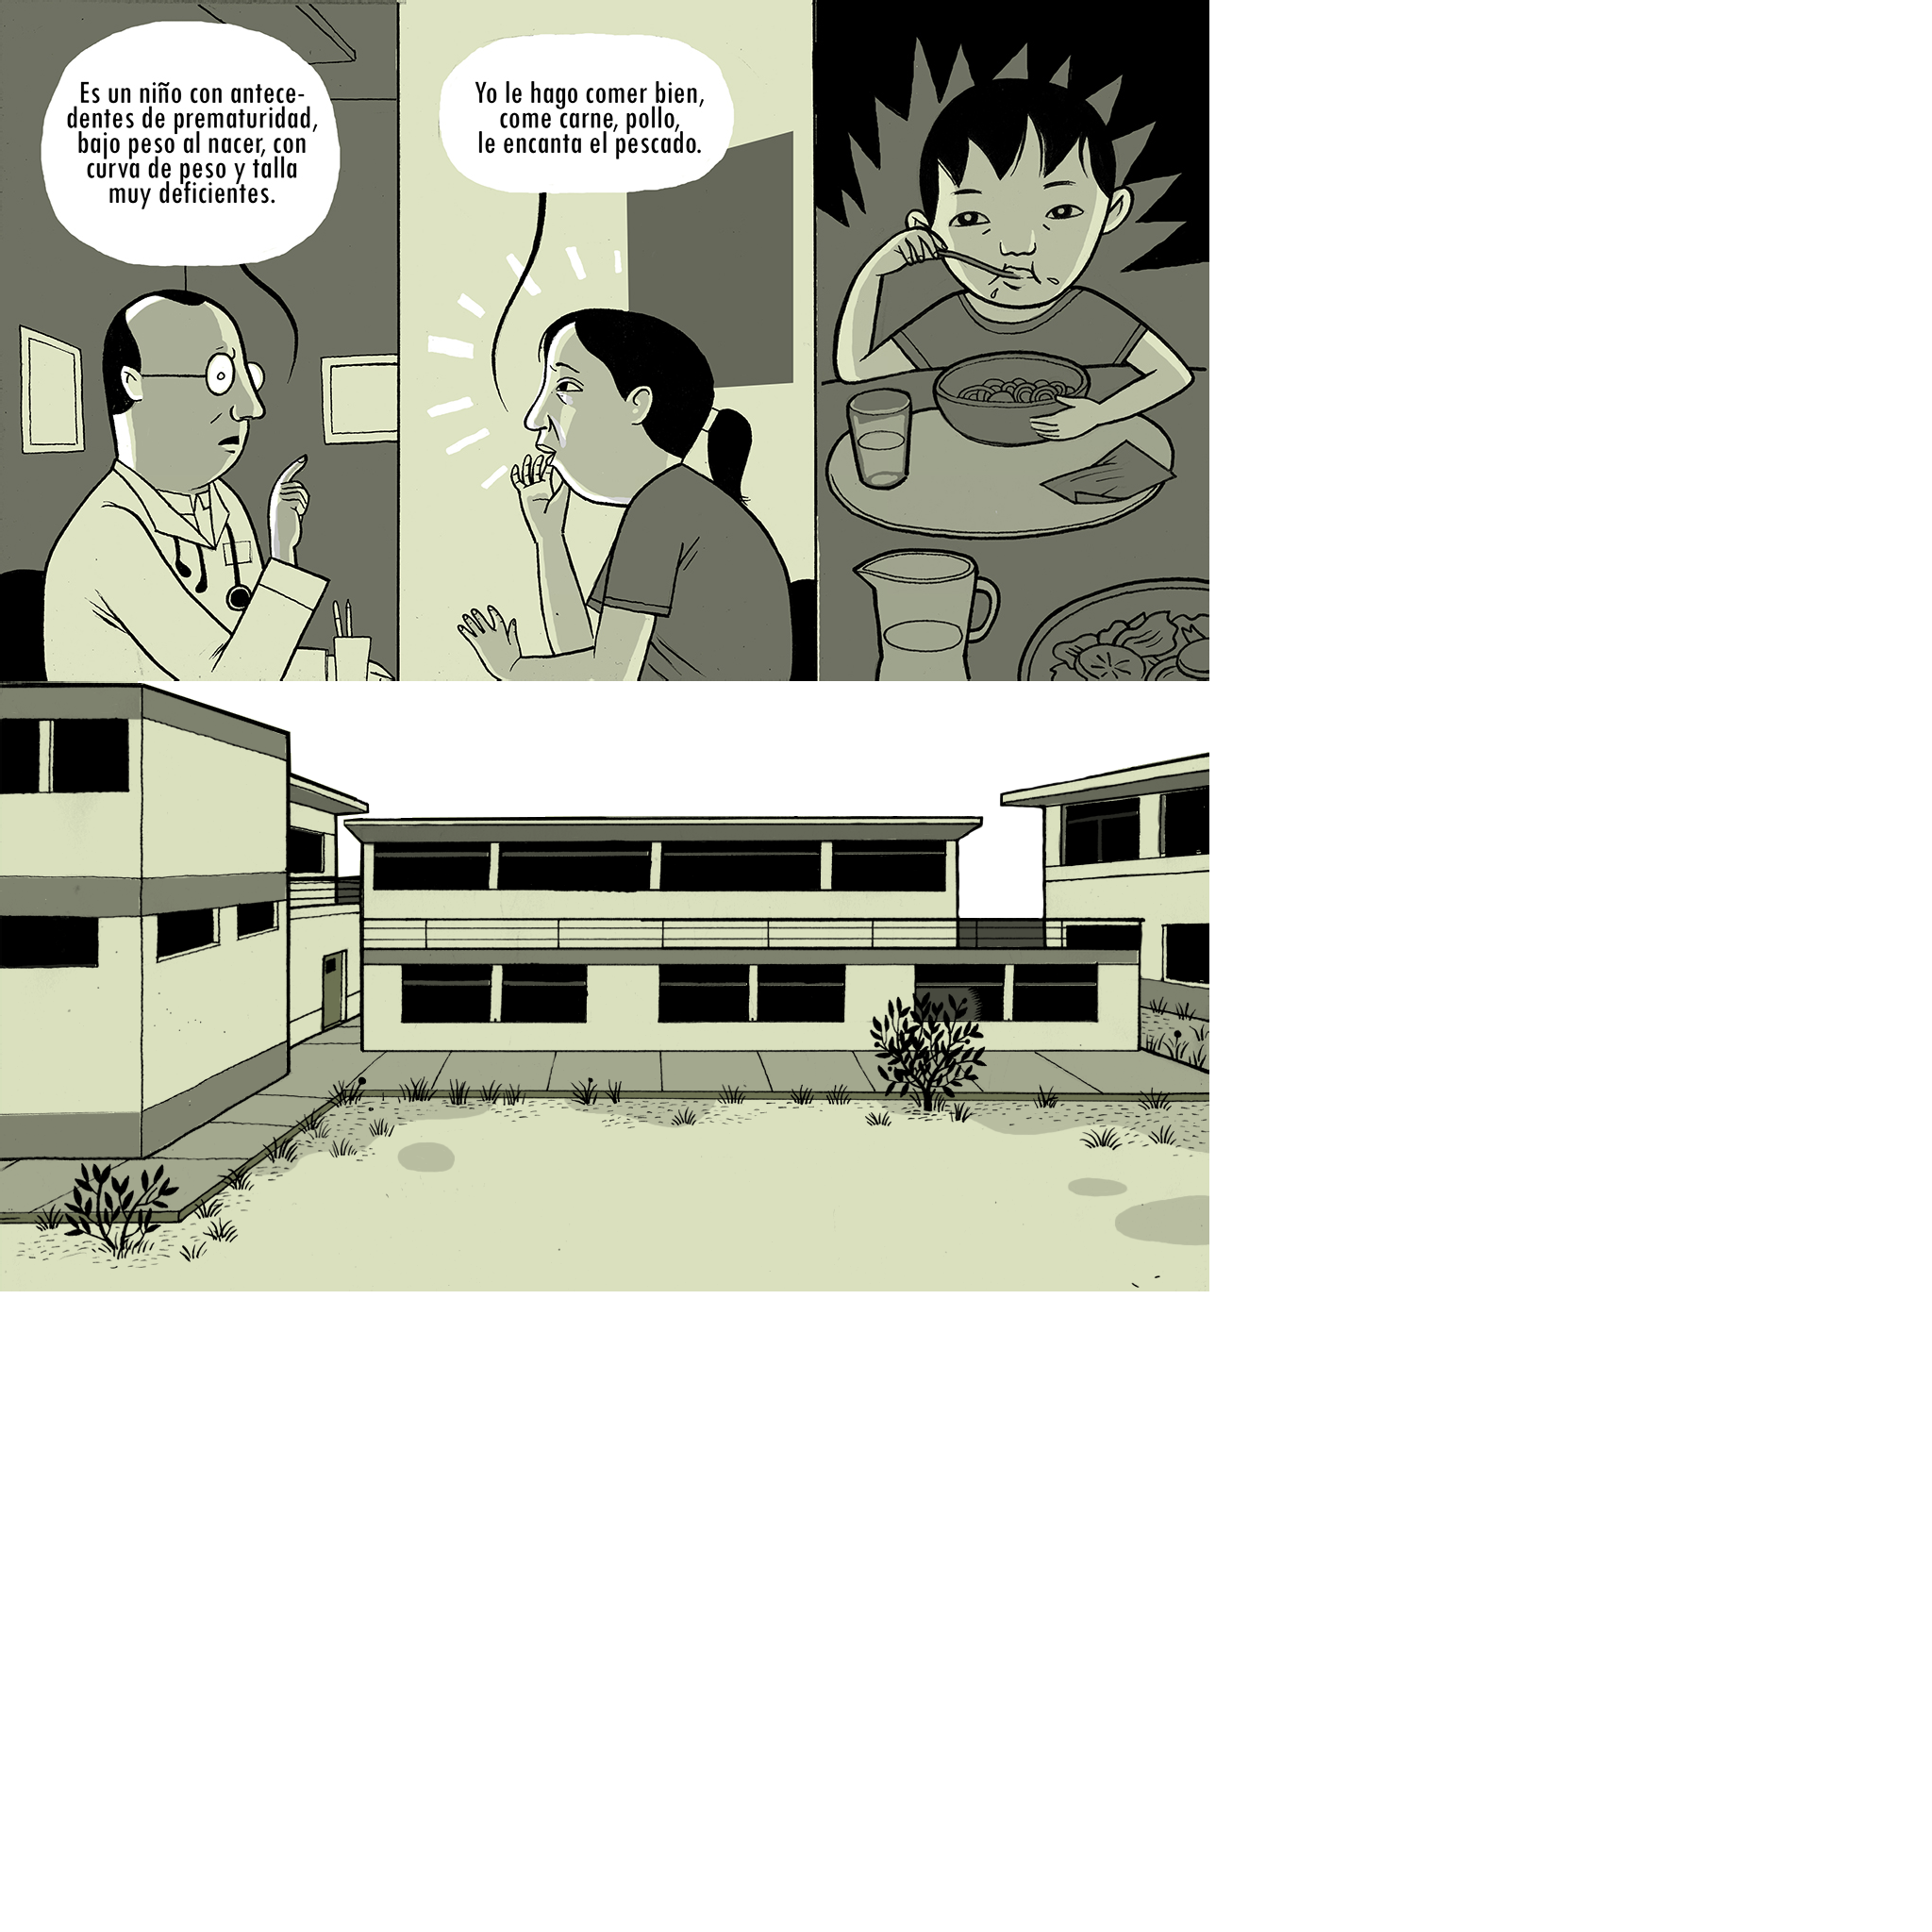 Es un niño con antece-
dentes de prematuridad,
bajo peso al nacer, con
curva de peso y talla
muy deficientes.
Yo le hago comer bien,
come carne, pollo,
le encanta el pescado.